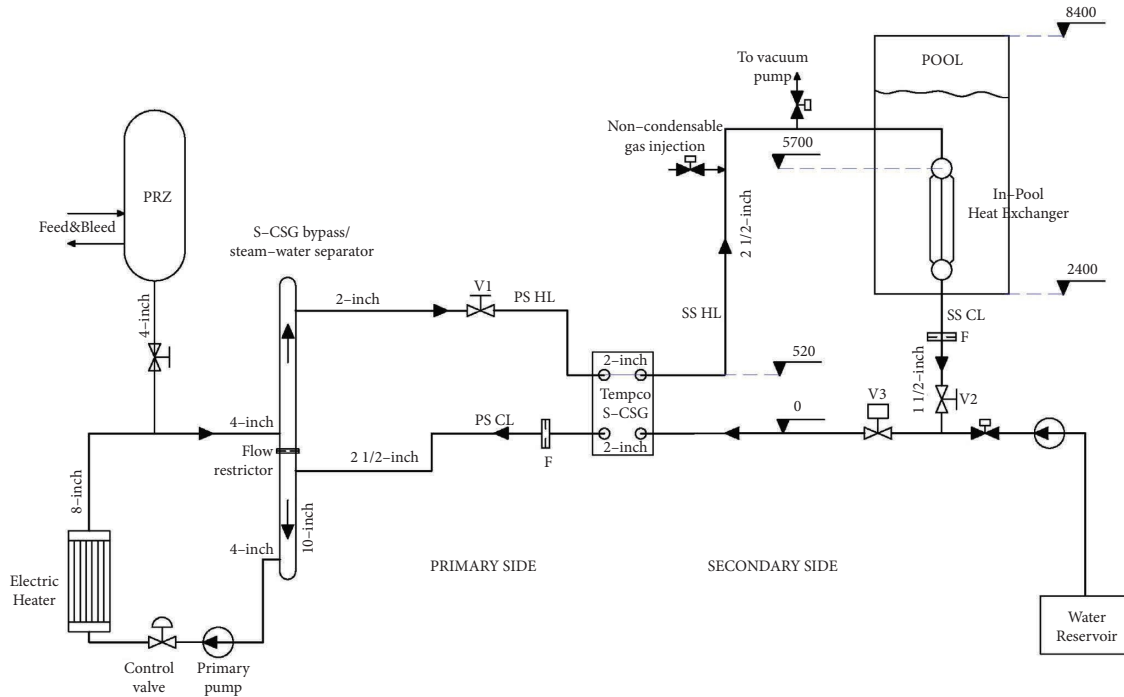 8400
To vacuum
pump
POOL
Non–condensable
gas injection
5700
PRZ
In–Pool
Heat Exchanger
Feed&Bleed
S–CSG bypass/
steam–water separator
2 1/2–inch
4–inch
2–inch
V1
PS HL
SS HL
2400
SS CL
F
520
2–inch
Tempco
S–CSG
2–inch
1 1/2–inch
V2
V3
0
4–inch
PS CL
Flow
restrictor
2 1/2–inch
F
8–inch
10–inch
4–inch
PRIMARY SIDE
SECONDARY SIDE
Electric
Heater
Water
Reservoir
Control
valve
Primary
pump